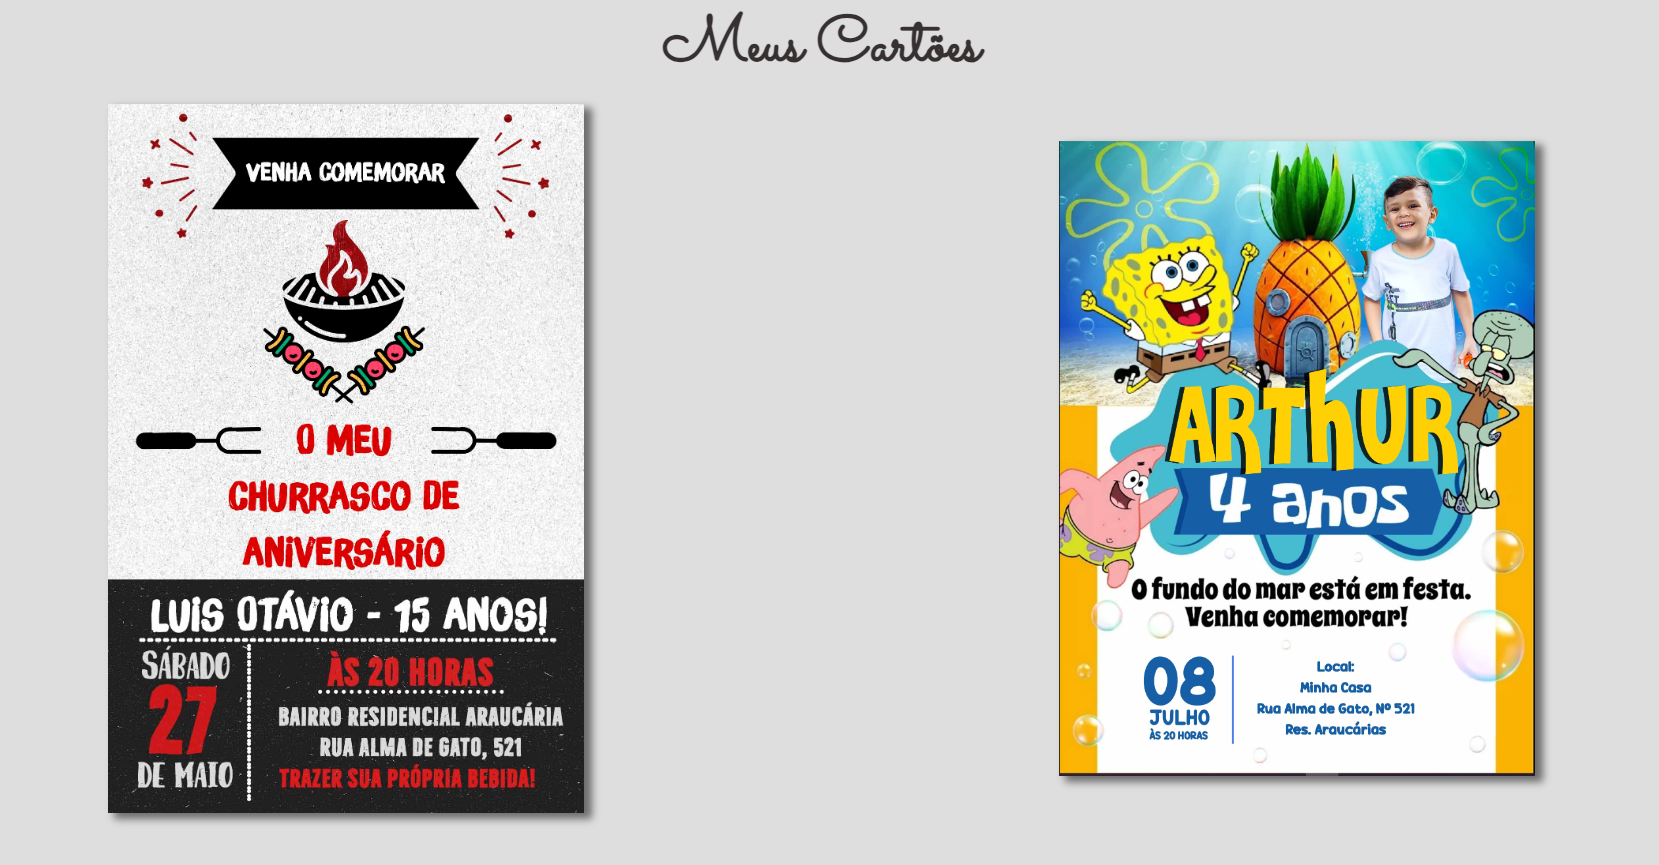 Meus Cartões
VENHA COMEMORAR
O MEU
CHURRASCO DE
ANiVERSÁRiO
LUiS OTÁViO - 15 ANOS!
SÁBADO
27
DE MAIO
ÀS 20 HORAS
BAIRRO RESIDENCIAL ARAUCÁRIA
RUA ALMA DE GATO, 521
TRAZER SUA PRÓPRIA BEBIDA!
ARThUR
4 anos
O fundo do mar está em festa.
Venha comemorar!
08
JULHO
ÀS 20 HORAS
Local:
Minha Casa
Rua Alma de Gato, Nº 521
Res. Araucárias